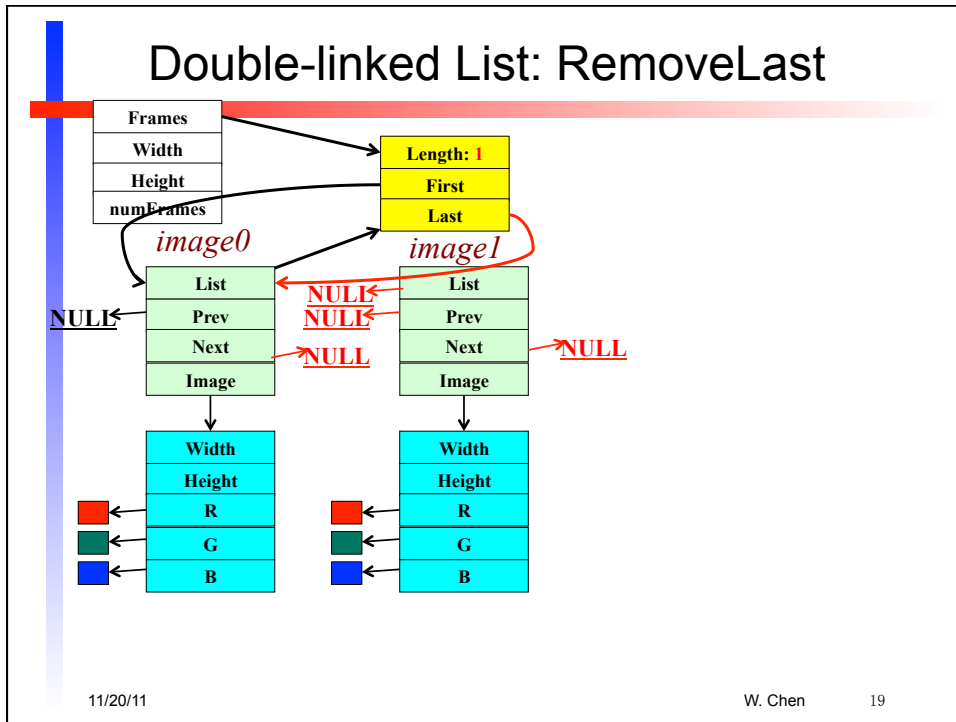 Double-linked List: RemoveLast
Frames
Width
Height
numFrames
Length: 1
First
Last
image0
image1
List
Prev
Next
Image
NULL
NULL
List
Prev
Next
Image
NULL
NULL
NULL
Width
Height
R
G
B
Width
Height
R
G
B
11/20/11
W. Chen
19